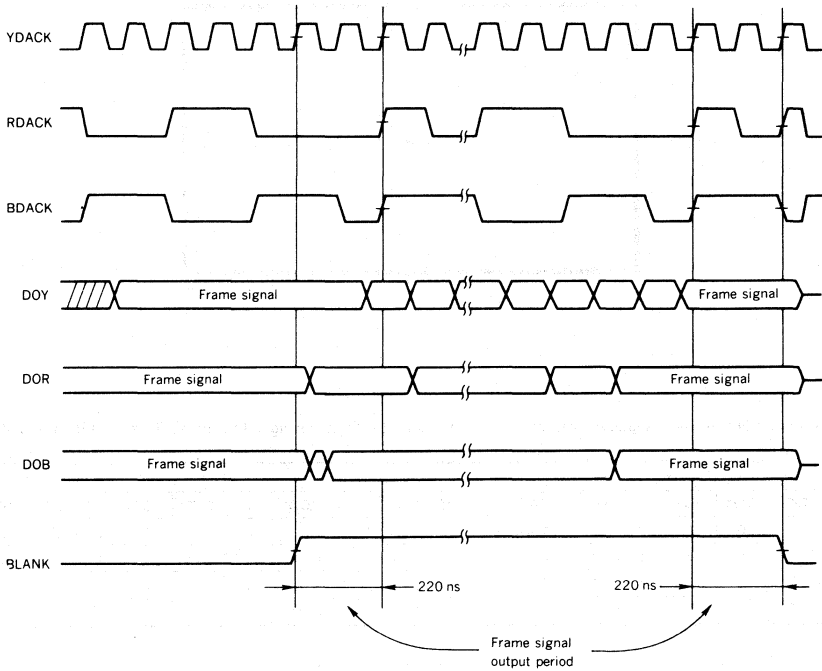 YDACK
RDACK
BDACK
DOY
Frame signal
Frame signal
DOR
Frame signal
Frame signal
DOB
Frame signal
Frame signal
BLANK
220 ns
220 ns
Frame signal
output period